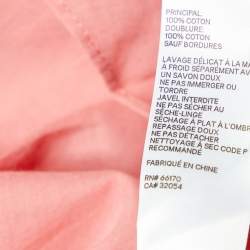 PRINCIPAL,
100% COTON
DOUBLURE,
100% COTON
SAUF BORDURES
LAVAGE DÉLICAT À LA MA
A FROID SÉPARÉMENT AV
UN SAVON DOUX
NE PAS IMMERGER OU
TORDRE
JAVEL INTERDITE
NE PAS SÉCHER AU
SÈCHE-LINGE
SÉCHAGE À PLAT À L'OMBR
REPASSAGE DOUX
NE PAS DÉCHER
NETTOYAGE À SEC CODE P
RECOMMANDÉ
FABRIQUÉ EN CHINE
RN# 66170
CA# 32054